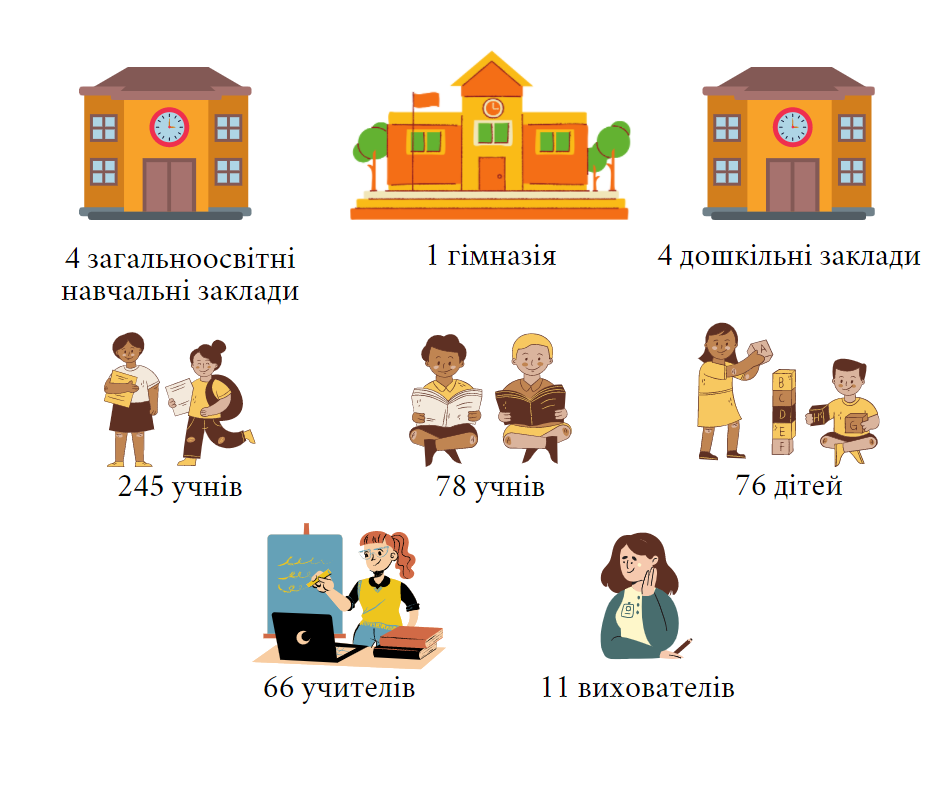 4 загальноосвітні
навчальні заклади
1 гімназія
4 дошкільні заклади
245 учнів
78 учнів
76 дітей
A
B
C
D
E
F
H
G
66 учителів
11 вихователів